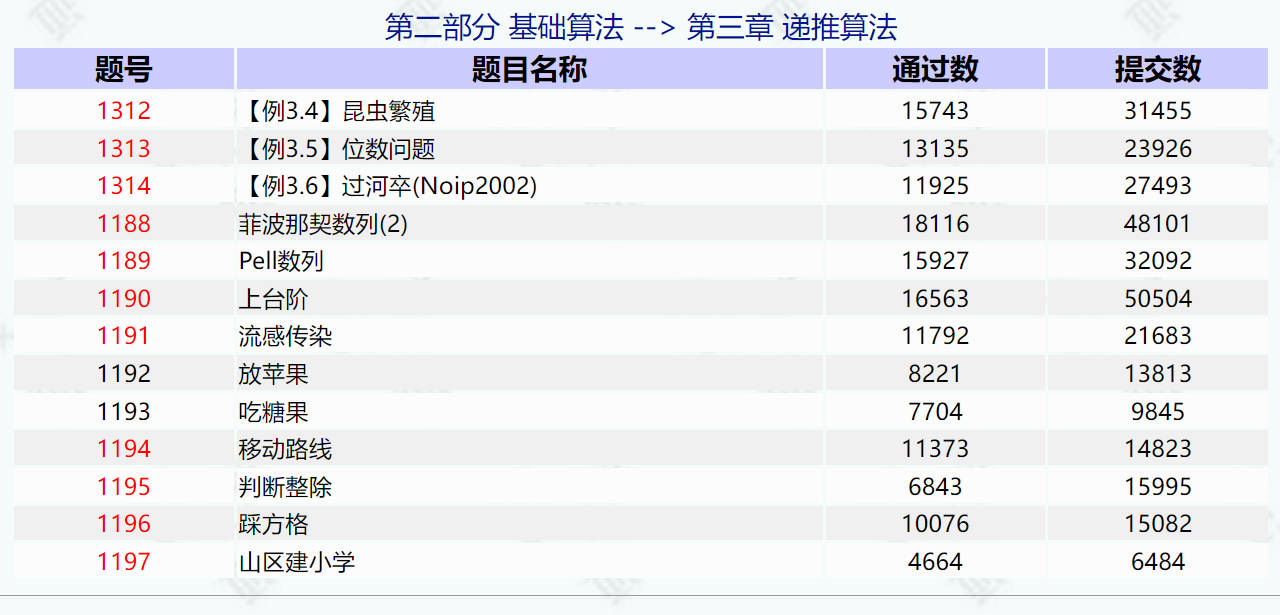 第二部分 基础算法 --> 第三章 递推算法
题号 题目名称 通过数 提交数
1312 【例3.4】昆虫繁殖 15743 31455
1313 【例3.5】位数问题 13135 23926
1314 【例3.6】过河卒(Noip2002) 11925 27493
1188 菲波那契数列(2) 18116 48101
1189 Pell数列 15927 32092
1190 上台阶 16563 50504
1191 流感传染 11792 21683
1192 放苹果 8221 13813
1193 吃糖果 7704 9845
1194 移动路线 11373 14823
1195 判断整除 6843 15995
1196 踩方格 10076 15082
1197 山区建小学 4664 6484